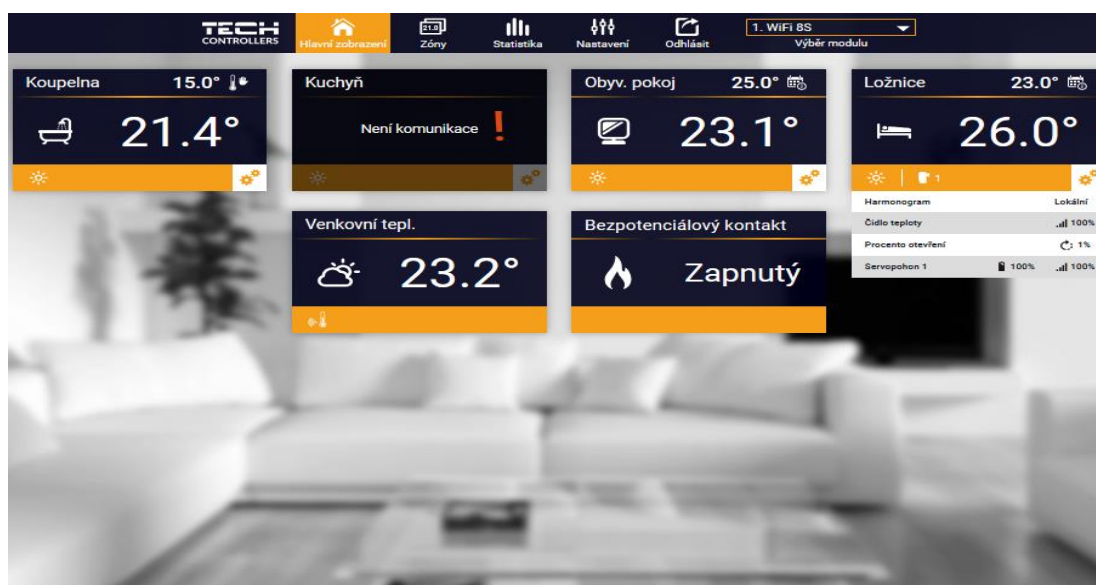 TECH
CONTROLLERS
Hlavní zobrazení
21.0
Zóny
Statistika
Nastavení
Odhlásit
1. WiFi 8S
Výběr modulu
Koupelna 15.0°
21.4°
Kuchyň
Není komunikace !
Obyv. pokoj 25.0°
23.1°
Ložnice 23.0°
26.0°
1
Harmonogram Lokální
Čidlo teploty 100%
Procento otevření : 1%
Servopohon 1 100% 100%
Venkovní tepl.
23.2°
Bezpotenciálový kontakt
Zapnutý